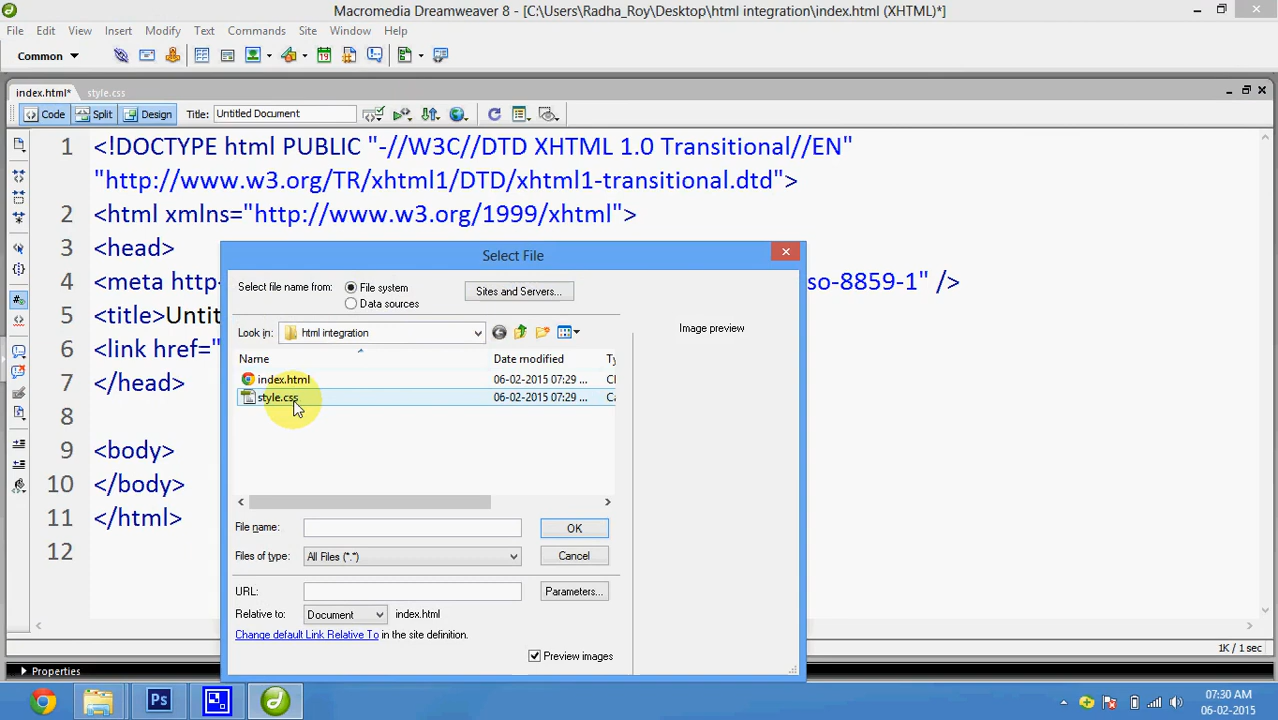 Macromedia Dreamweaver 8 - [C:\Users\Radha_Roy\Desktop\html integration\index.html (XHTML)*]
File Edit View Insert Modify Text Commands Site Window Help
Common
index.html* style.css
Code Split Design Title: Untitled Document
1 <!DOCTYPE html PUBLIC "-//W3C//DTD XHTML 1.0 Transitional//EN"
"http://www.w3.org/TR/xhtml1/DTD/xhtml1-transitional.dtd">
2 <html xmlns="http://www.w3.org/1999/xhtml">
3 <head>
4 <meta http- so-8859-1" />
5 <title>Untit
6 <link href="
7 </head>
8
9 <body>
10 </body>
11 </html>
12
Select File
Select file name from: File system
Sites and Servers...
Data sources
Look in: html integration
Image preview
Name Date modified Ty
index.html 06-02-2015 07:29 ...
style.css 06-02-2015 07:29 ...
File name: OK
Files of type: All Files (*.*) Cancel
URL: Parameters...
Relative to: Document index.html
Change default Link Relative To in the site definition.
Preview images
1K / 1 sec
Properties
Ps
07:30 AM
06-02-2015